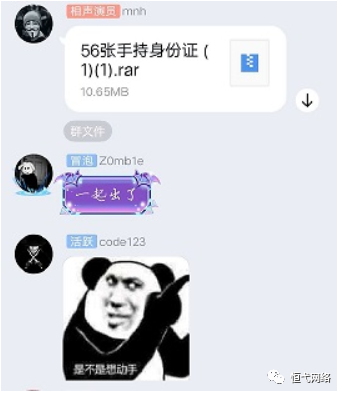 相声演员 mnh
56张手持身份证 (
1)(1).rar
10.65MB
群文件
冒泡 Z0mb1e
一起出了
活跃 code123
是不是想动手
恒弋网络